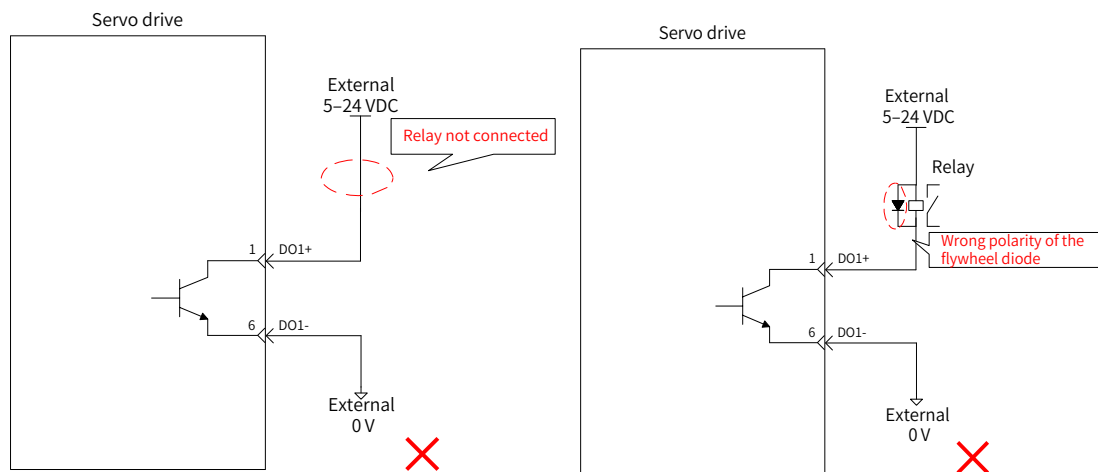 Servo drive
External
5–24 VDC
Relay not connected
1
DO1+
6
DO1-
External
0 V
Servo drive
External
5–24 VDC
Relay
Wrong polarity of the
flywheel diode
1
DO1+
6
DO1-
External
0 V